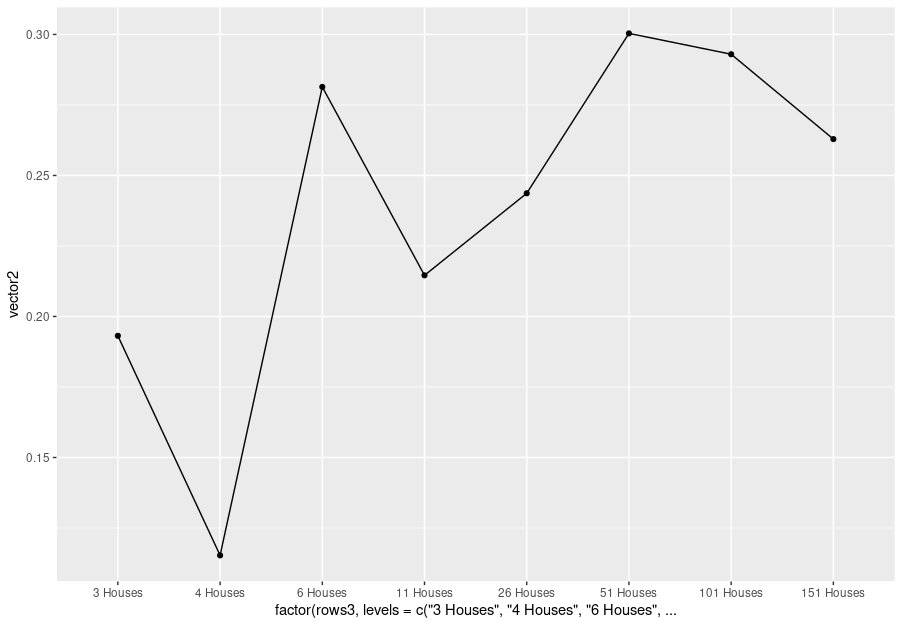 0.30
0.25
0.20
0.15
vector2
3 Houses 4 Houses 6 Houses 11 Houses 26 Houses 51 Houses 101 Houses 151 Houses
factor(rows3, levels = c("3 Houses", "4 Houses", "6 Houses", ...